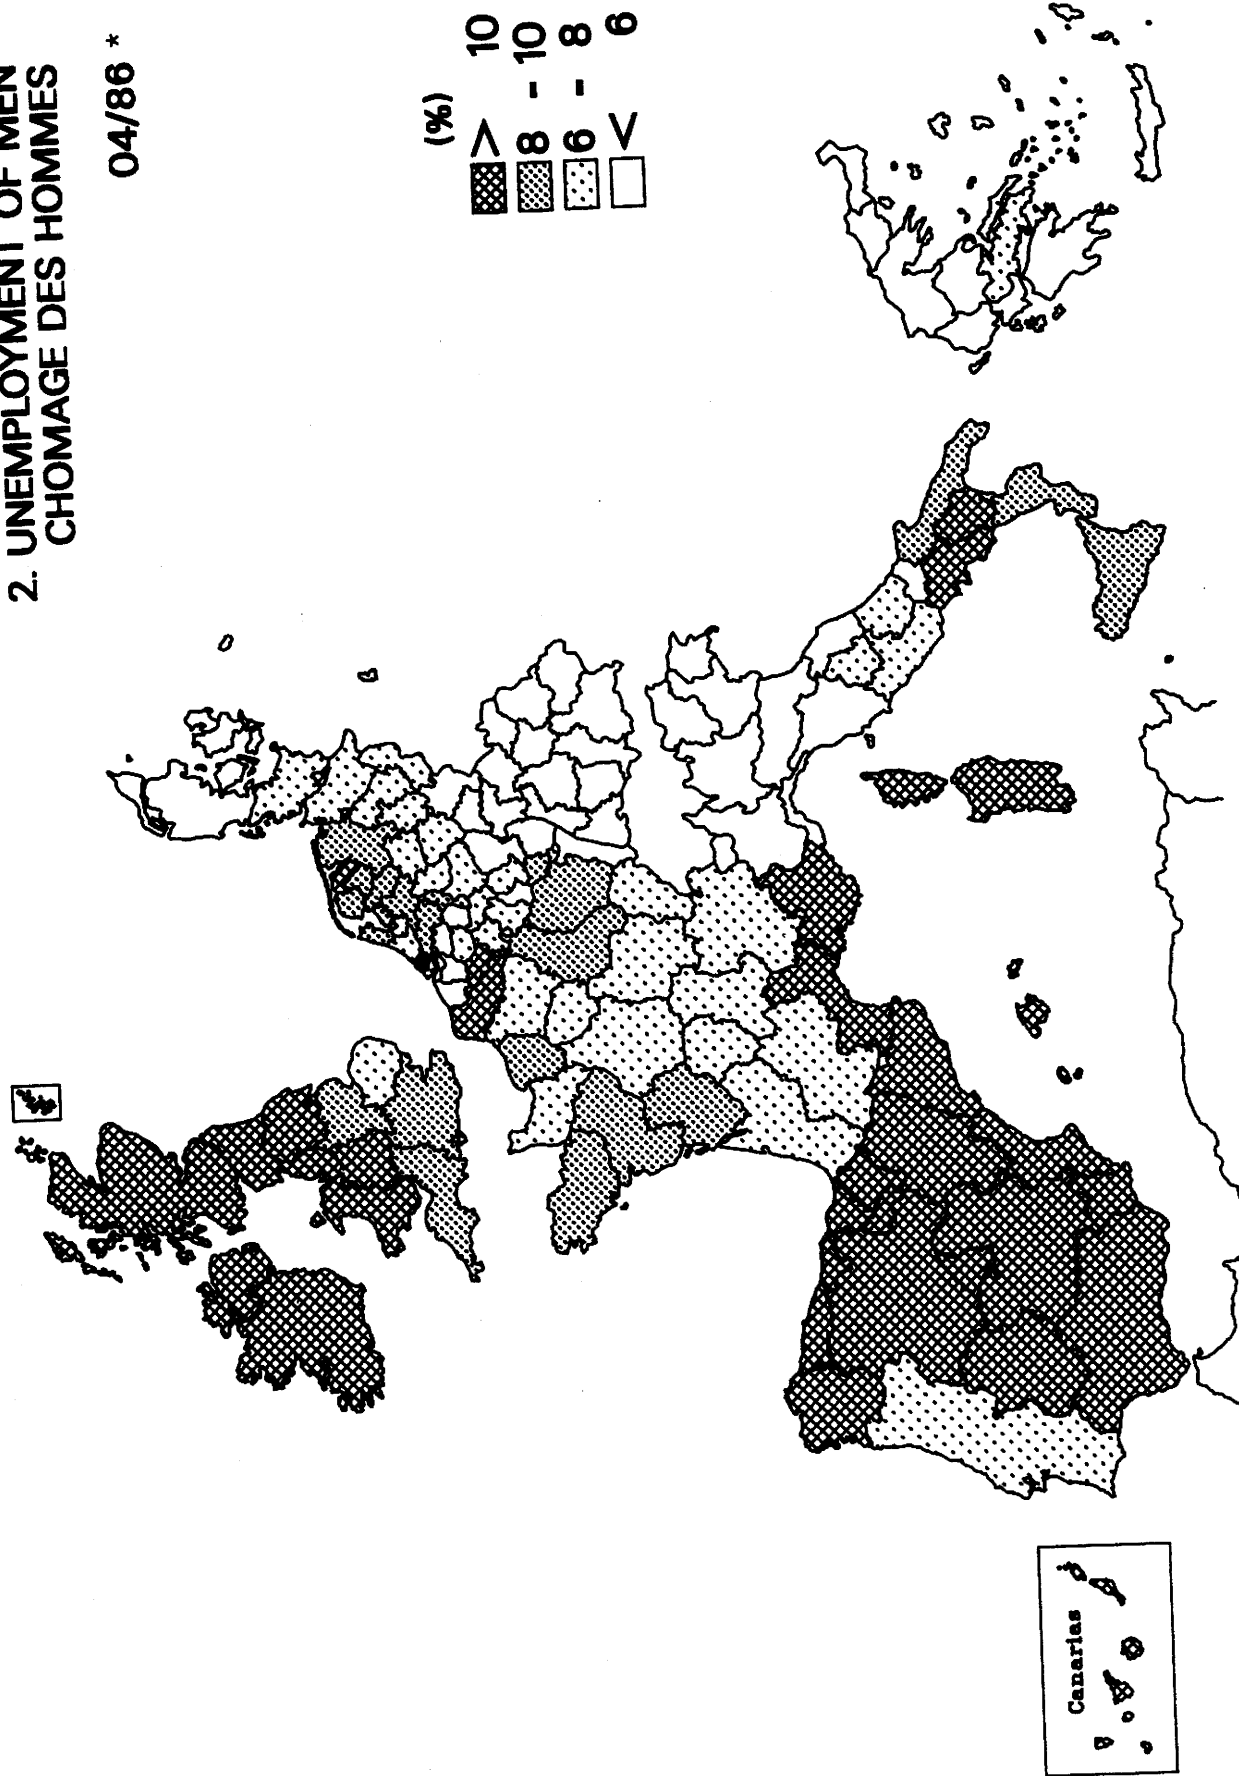 2. UNEMPLOYMENT OF MEN
CHOMAGE DES HOMMES
04/86 *
(%)
> 10
8 - 10
6 - 8
< 6
Canarias